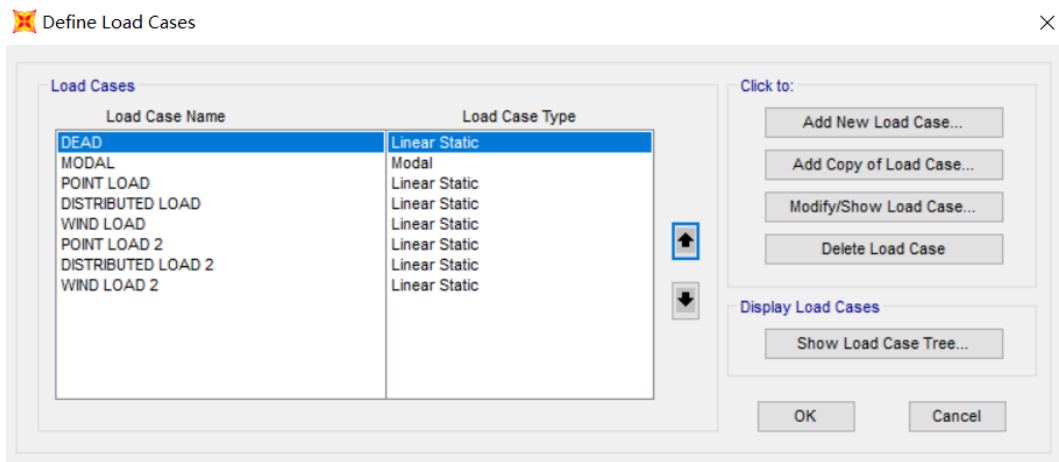 Define Load Cases
Load Cases
Load Case Name Load Case Type
DEAD Linear Static
MODAL Modal
POINT LOAD Linear Static
DISTRIBUTED LOAD Linear Static
WIND LOAD Linear Static
POINT LOAD 2 Linear Static
DISTRIBUTED LOAD 2 Linear Static
WIND LOAD 2 Linear Static
Click to:
Add New Load Case...
Add Copy of Load Case...
Modify/Show Load Case...
Delete Load Case
Display Load Cases
Show Load Case Tree...
OK Cancel